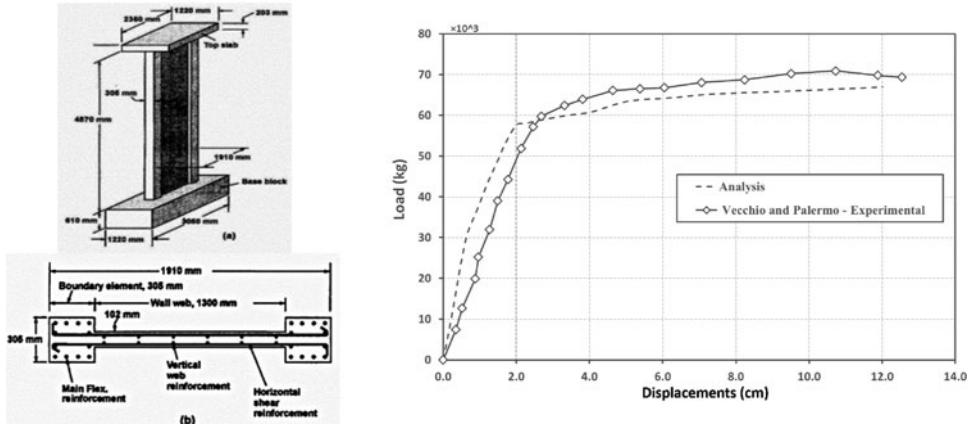 1220 mm
2360 mm
203 mm
Top slab
305 mm
4870 mm
1910 mm
Base block
610 mm
1220 mm
(a)
1910 mm
Boundary element, 305 mm
Wall web, 1300 mm
102 mm
305 mm
Main Flex.
reinforcement
Vertical
web
reinforcement
Horizontal
shear
reinforcement
(b)
×10^3
80
70
60
50
40
30
20
10
0
Load (kg)
Analysis
Vecchio and Palermo - Experimental
0.0 2.0 4.0 6.0 8.0 10.0 12.0 14.0
Displacements (cm)